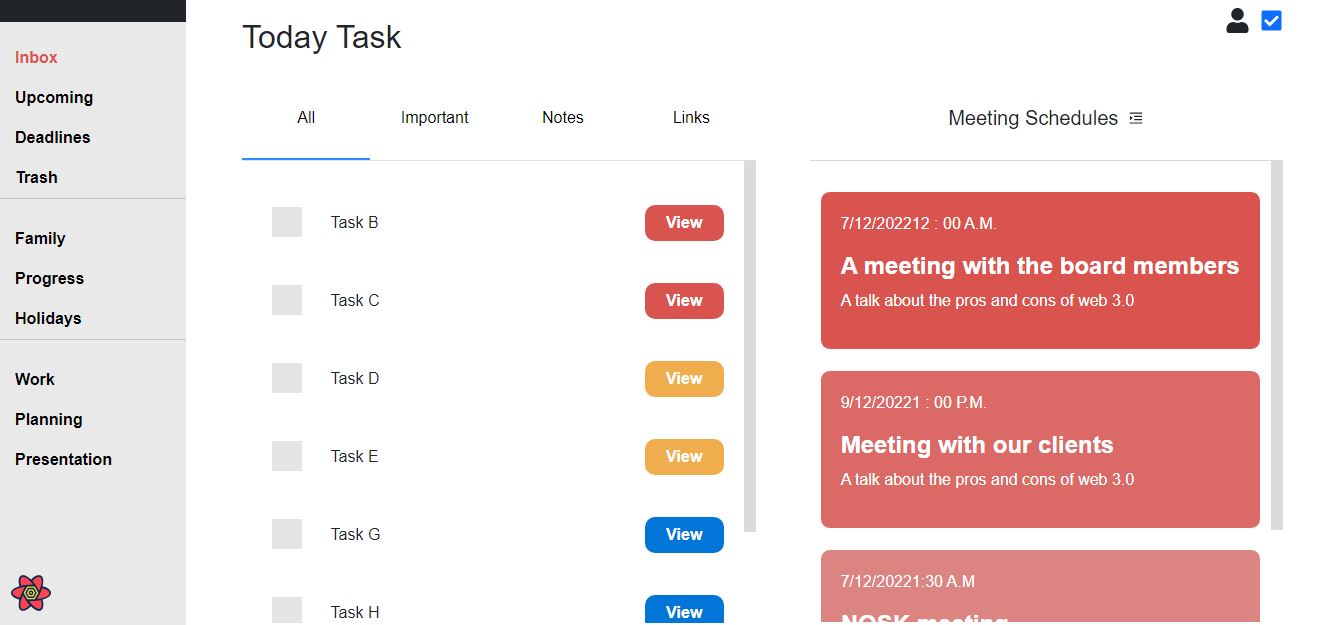 Inbox
Upcoming
Deadlines
Trash
Family
Progress
Holidays
Work
Planning
Presentation
Today Task
All Important Notes Links
Task B View
Task C View
Task D View
Task E View
Task G View
Task H View
Meeting Schedules
7/12/202212 : 00 A.M.
A meeting with the board members
A talk about the pros and cons of web 3.0
9/12/20221 : 00 P.M.
Meeting with our clients
A talk about the pros and cons of web 3.0
7/12/20221:30 A.M
NOSK meeting